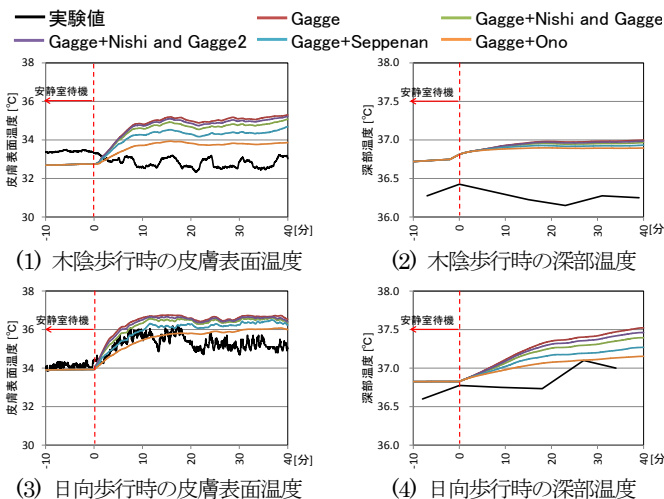 実験値 Gagge Gagge+Nishi and Gagge
Gagge+Nishi and Gagge2 Gagge+Seppenan Gagge+Ono
皮膚表面温度 [℃]
38
36
34
32
30
安静室待機
-10 0 10 20 30 40[分]
(1) 木陰歩行時の皮膚表面温度
深部温度 [℃]
38.0
37.5
37.0
36.5
36.0
安静室待機
-10 0 10 20 30 40[分]
(2) 木陰歩行時の深部温度
皮膚表面温度 [℃]
38
36
34
32
30
安静室待機
-10 0 10 20 30 40[分]
(3) 日向歩行時の皮膚表面温度
深部温度 [℃]
38.0
37.5
37.0
36.5
36.0
安静室待機
-10 0 10 20 30 40[分]
(4) 日向歩行時の深部温度